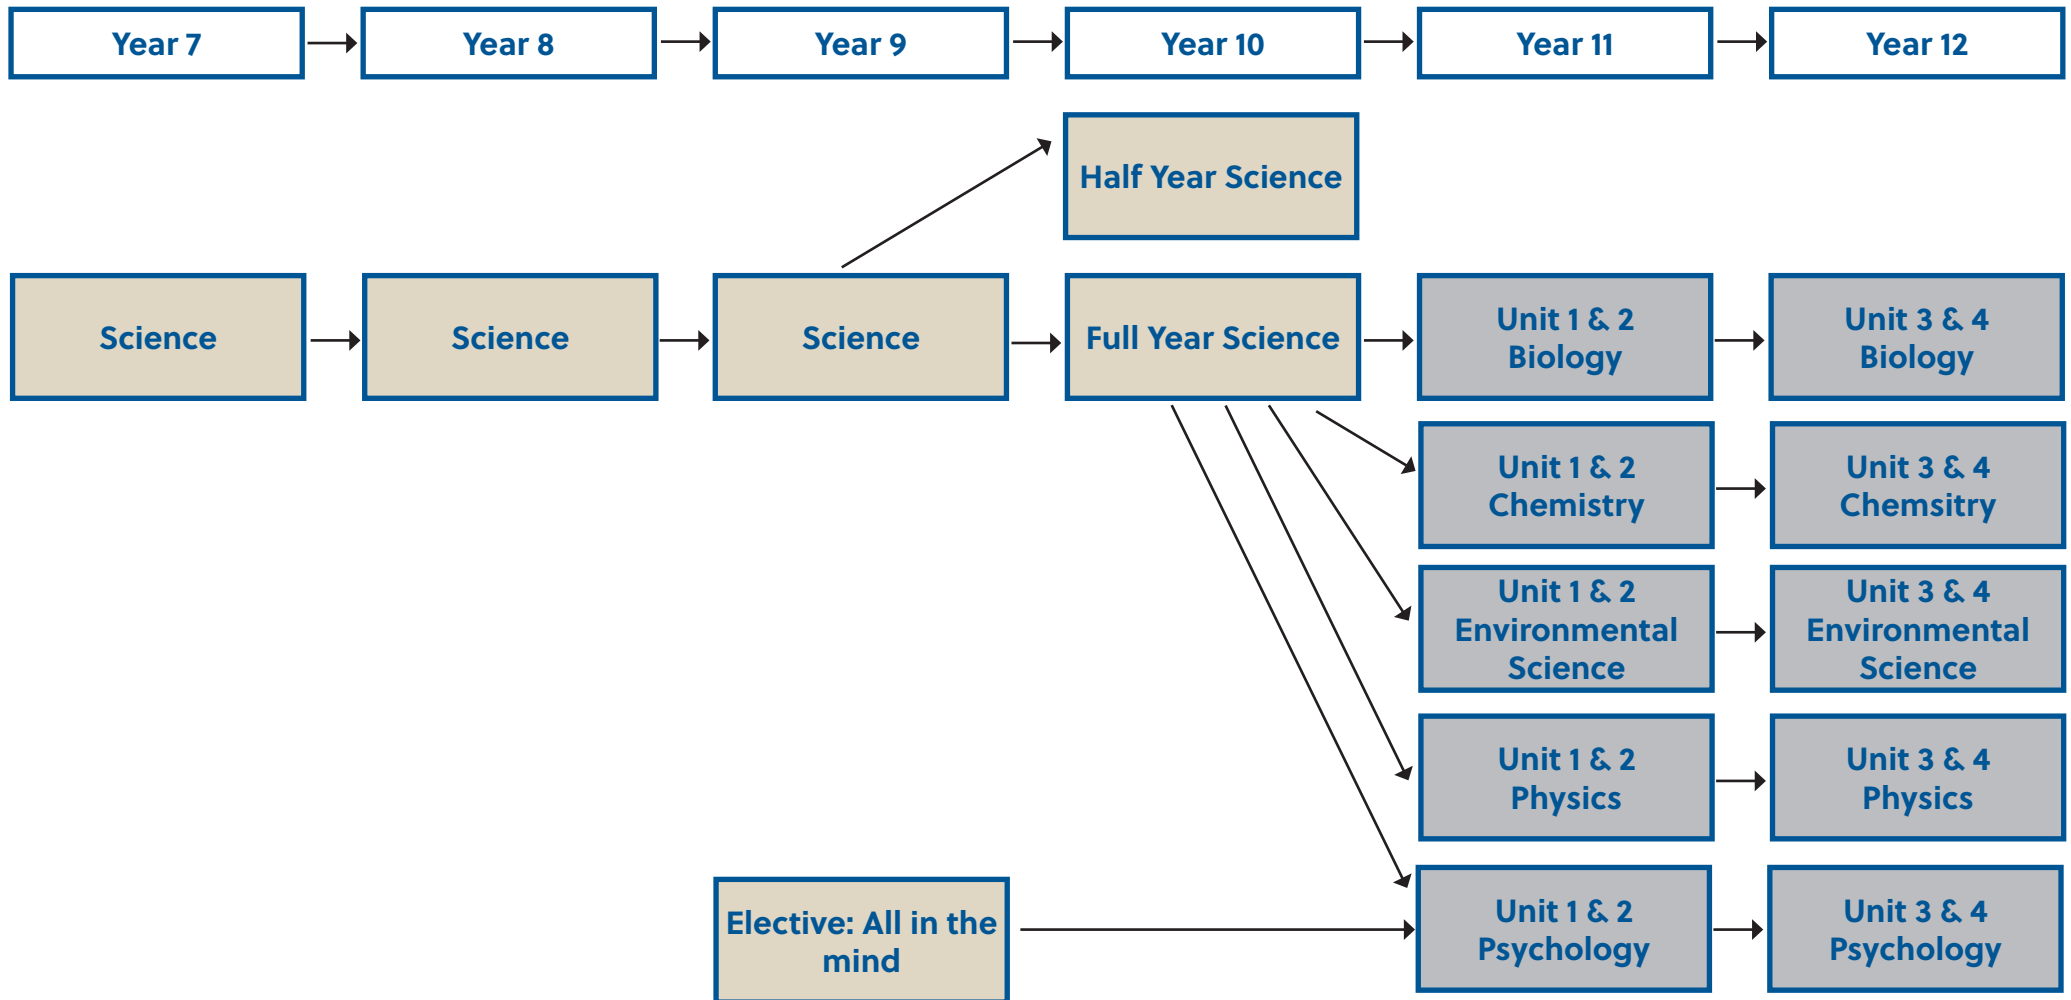 Year 7
Year 8
Year 9
Year 10
Year 11
Year 12
Half Year Science
Science
Science
Science
Full Year Science
Unit 1 & 2
Biology
Unit 3 & 4
Biology
Unit 1 & 2
Chemistry
Unit 3 & 4
Chemsitry
Unit 1 & 2
Environmental
Science
Unit 3 & 4
Environmental
Science
Unit 1 & 2
Physics
Unit 3 & 4
Physics
Elective: All in the
mind
Unit 1 & 2
Psychology
Unit 3 & 4
Psychology